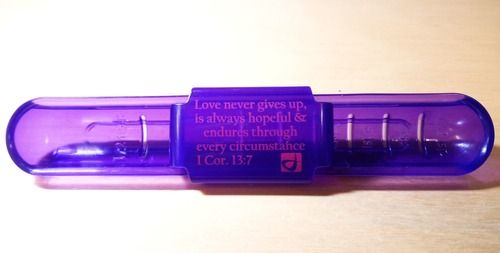 Love never gives up,
is always hopeful &
endures through
every circumstance
1 Cor. 13:7